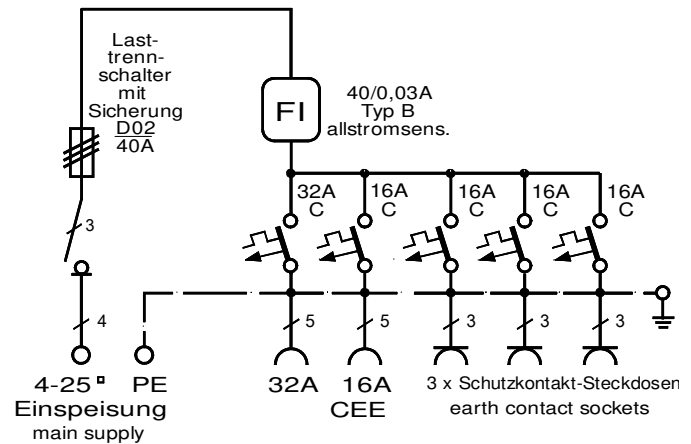 Last-
trenn-
schalter
mit
Sicherung
D02
40A
FI
40/0,03A
Typ B
allstromsens.
32A
C
16A
C
16A
C
16A
C
16A
C
3
4
5
5
3
3
3
4-25▫ PE
Einspeisung
main supply
32A 16A
CEE
3 x Schutzkontakt-Steckdosen
earth contact sockets